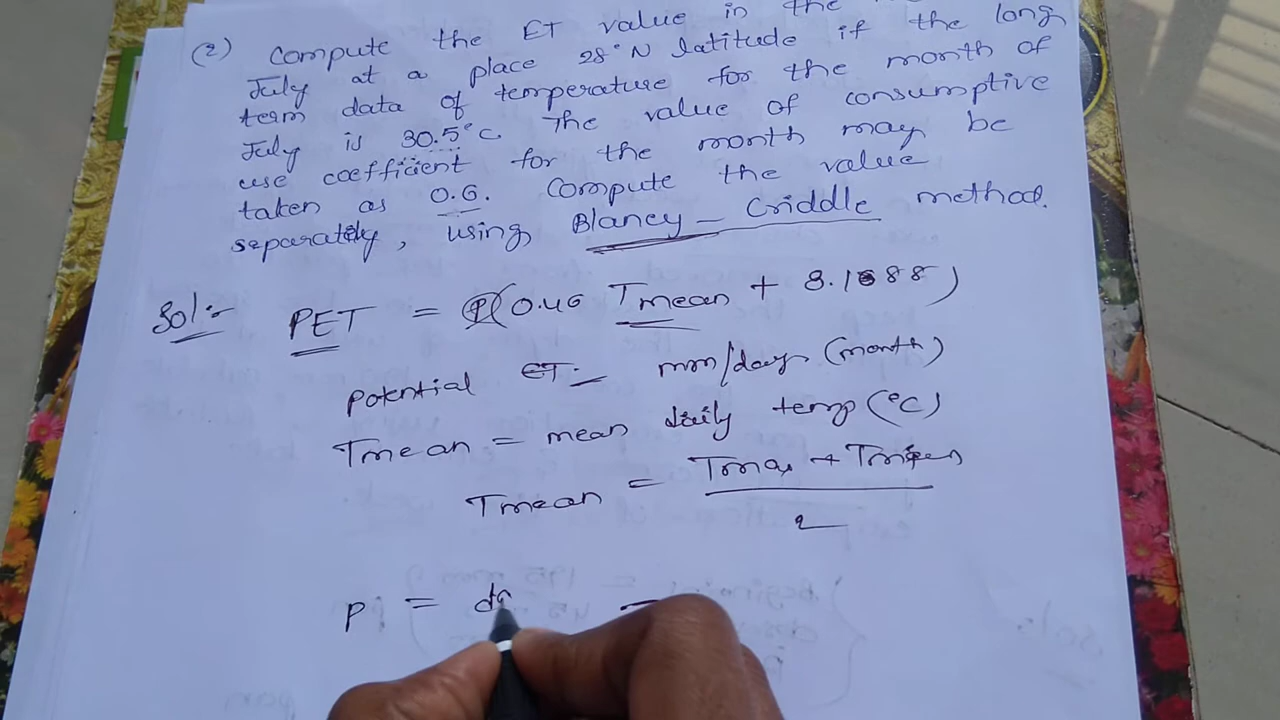 (2) Compute the ET value in the
July at a place 28°N latitude if the long
term data of temperature for the month of
July is 30.5°C. The value of consumptive
use coefficient for the month may be
taken as 0.6. Compute the value
separately, using Blaney - Criddle method.
Sol:- PET = P(0.46 Tmean + 8.1688)
potential ET:- mm/day (month)
Tmean = mean daily temp (°C)
Tmean = Tmax +
2
P = da